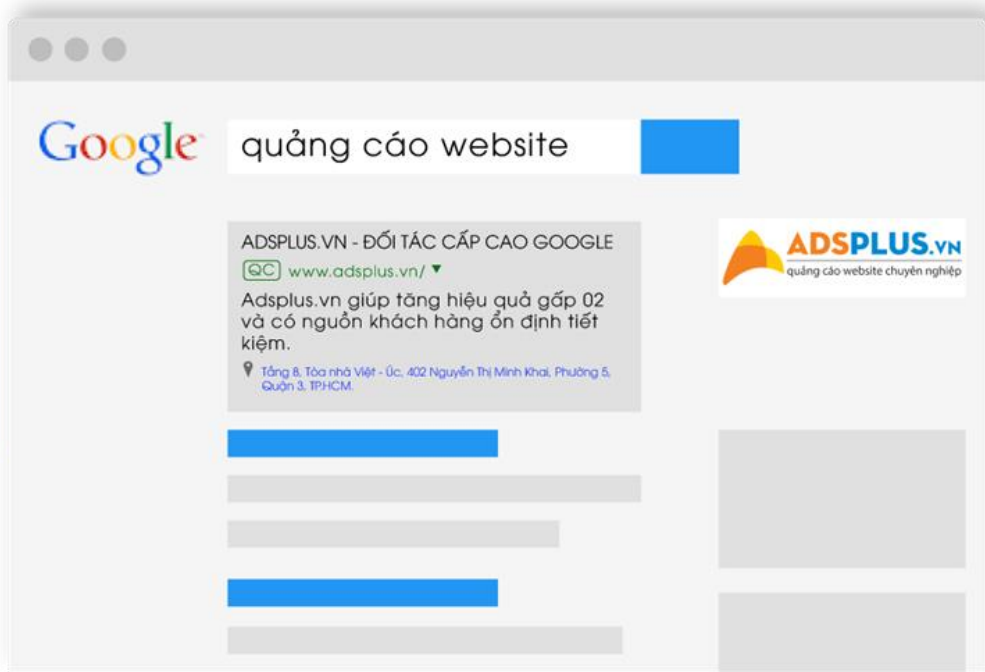 Google
quảng cáo website
ADSPLUS.VN - ĐỐI TÁC CẤP CAO GOOGLE
QC www.adsplus.vn/
Adsplus.vn giúp tăng hiệu quả gấp 02
và có nguồn khách hàng ổn định tiết
kiệm.
Tầng 8, Tòa nhà Việt - Úc, 402 Nguyễn Thị Minh Khai, Phường 5,
Quận 3, TP.HCM.
ADSPLUS.VN
quảng cáo website chuyên nghiệp